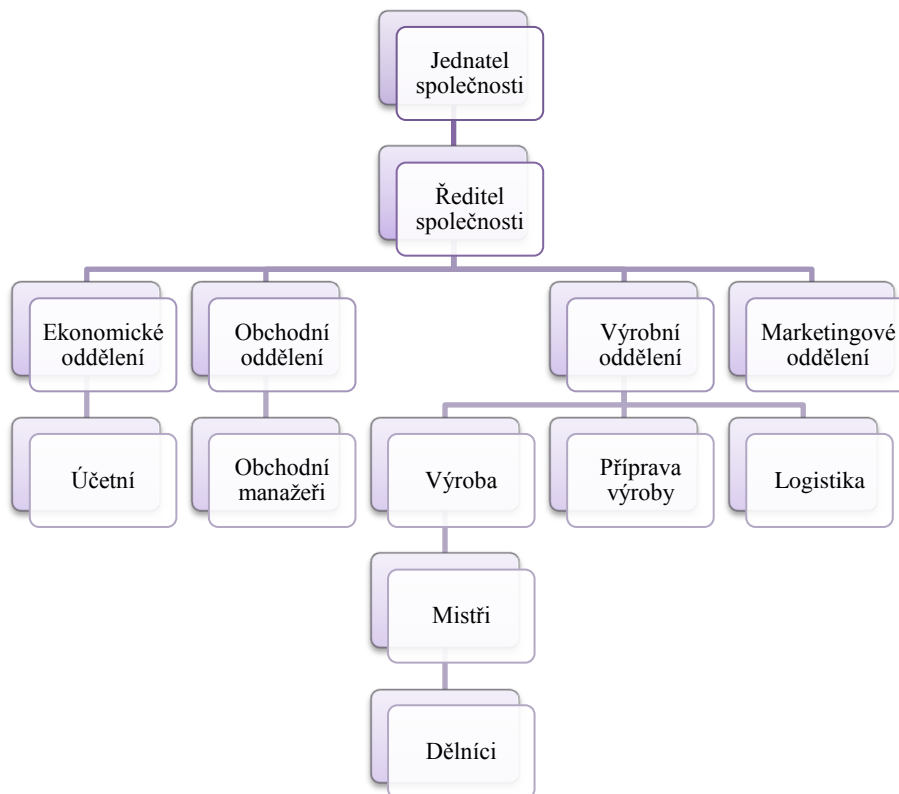 Jednatel
společnosti
Ředitel
společnosti
Ekonomické
oddělení
Obchodní
oddělení
Výrobní
oddělení
Marketingové
oddělení
Účetní
Obchodní
manažeři
Výroba
Příprava
výroby
Logistika
Mistři
Dělníci